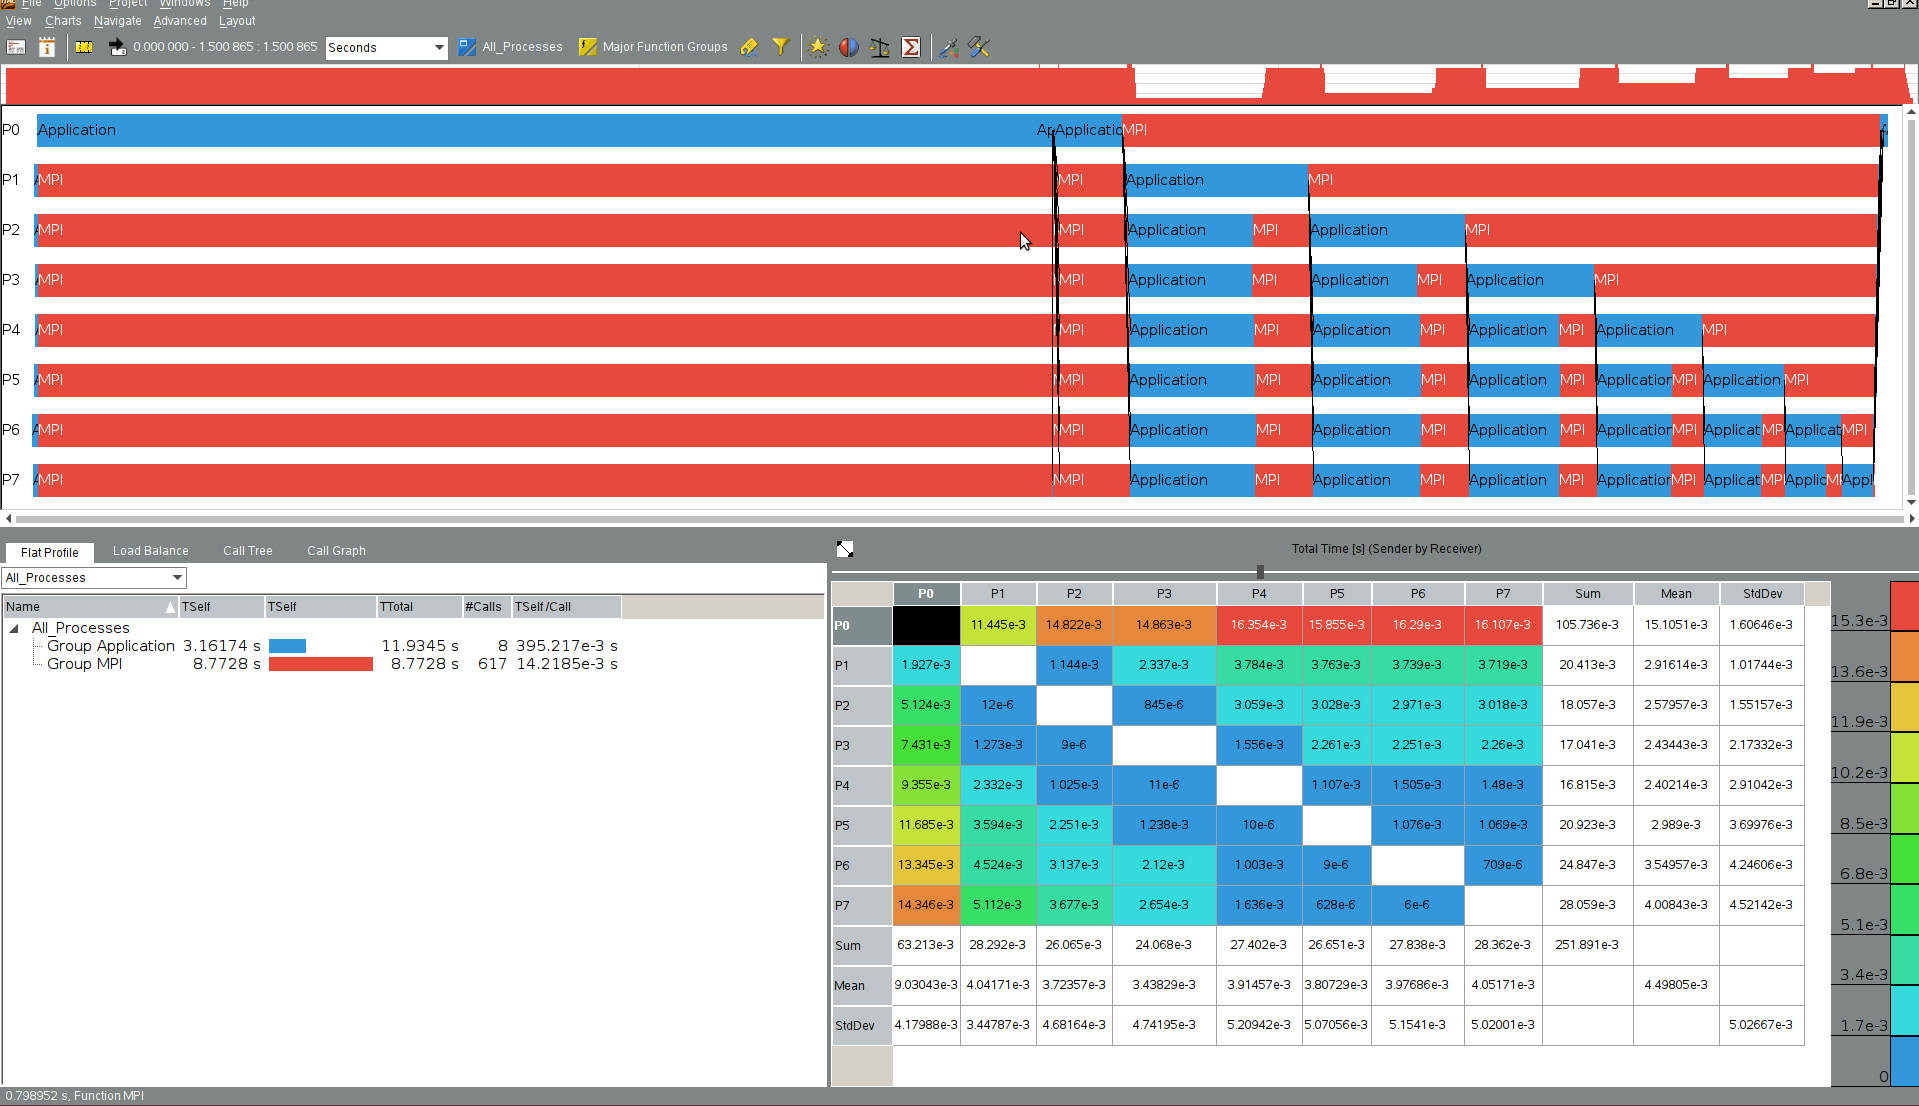 File Options Project Windows Help
View Charts Navigate Advanced Layout
0.000 000 - 1.500 865 : 1.500 865 Seconds All_Processes Major Function Groups
P0 Application Application MPI
P1 MPI MPI Application MPI
P2 MPI MPI Application MPI Application MPI
P3 MPI MPI Application MPI Application MPI Application MPI
P4 MPI MPI Application MPI Application MPI Application MPI Application MPI
P5 MPI MPI Application MPI Application MPI Application MPI Application MPI Application MPI
P6 MPI MPI Application MPI Application MPI Application MPI Application MPI Applicat MP Applicat MPI
P7 MPI MPI Application MPI Application MPI Application MPI Application MPI Applicat MP Applic M Appl
Flat Profile Load Balance Call Tree Call Graph
All_Processes
Name TSelf TSelf TTotal #Calls TSelf /Call
All_Processes
Group Application 3.16174 s 11.9345 s 8 395.217e-3 s
Group MPI 8.7728 s 8.7728 s 617 14.2185e-3 s
Total Time [s] (Sender by Receiver)
P0 P1 P2 P3 P4 P5 P6 P7 Sum Mean StdDev
P0 11.445e-3 14.822e-3 14.863e-3 16.354e-3 15.855e-3 16.29e-3 16.107e-3 105.736e-3 15.1051e-3 1.60646e-3
P1 1.927e-3 1.144e-3 2.337e-3 3.784e-3 3.763e-3 3.739e-3 3.719e-3 20.413e-3 2.91614e-3 1.01744e-3
P2 5.124e-3 12e-6 845e-6 3.059e-3 3.028e-3 2.971e-3 3.018e-3 18.057e-3 2.57957e-3 1.55157e-3
P3 7.431e-3 1.273e-3 9e-6 1.556e-3 2.261e-3 2.251e-3 2.26e-3 17.041e-3 2.43443e-3 2.17332e-3
P4 9.355e-3 2.332e-3 1.025e-3 11e-6 1.107e-3 1.505e-3 1.48e-3 16.815e-3 2.40214e-3 2.91042e-3
P5 11.685e-3 3.594e-3 2.251e-3 1.238e-3 10e-6 1.076e-3 1.069e-3 20.923e-3 2.989e-3 3.69976e-3
P6 13.345e-3 4.524e-3 3.137e-3 2.12e-3 1.003e-3 9e-6 709e-6 24.847e-3 3.54957e-3 4.24606e-3
P7 14.346e-3 5.112e-3 3.677e-3 2.654e-3 1.636e-3 628e-6 6e-6 28.059e-3 4.00843e-3 4.52142e-3
Sum 63.213e-3 28.292e-3 26.065e-3 24.068e-3 27.402e-3 26.651e-3 27.838e-3 28.362e-3 251.891e-3
Mean 9.03043e-3 4.04171e-3 3.72357e-3 3.43829e-3 3.91457e-3 3.80729e-3 3.97686e-3 4.05171e-3 4.49805e-3
StdDev 4.17988e-3 3.44787e-3 4.68164e-3 4.74195e-3 5.20942e-3 5.07056e-3 5.1541e-3 5.02001e-3 5.02667e-3
15.3e-3
13.6e-3
11.9e-3
10.2e-3
8.5e-3
6.8e-3
5.1e-3
3.4e-3
1.7e-3
0
0.798952 s, Function MPI